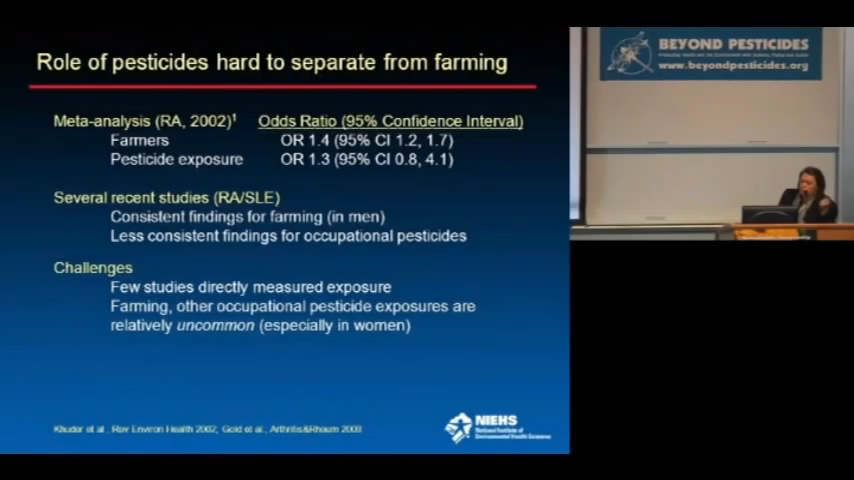 Role of pesticides hard to separate from farming
Meta-analysis (RA, 2002)¹ Odds Ratio (95% Confidence Interval)
Farmers OR 1.4 (95% CI 1.2, 1.7)
Pesticide exposure OR 1.3 (95% CI 0.8, 4.1)
Several recent studies (RA/SLE)
Consistent findings for farming (in men)
Less consistent findings for occupational pesticides
Challenges
Few studies directly measured exposure
Farming, other occupational pesticide exposures are
relatively uncommon (especially in women)
Khuder et al., Rev Environ Health 2002; Gold et al., Arthritis&Rheum
NIEHS
National Institute of
Environmental Health Sciences
BEYOND PESTICIDES
www.beyondpesticides.org